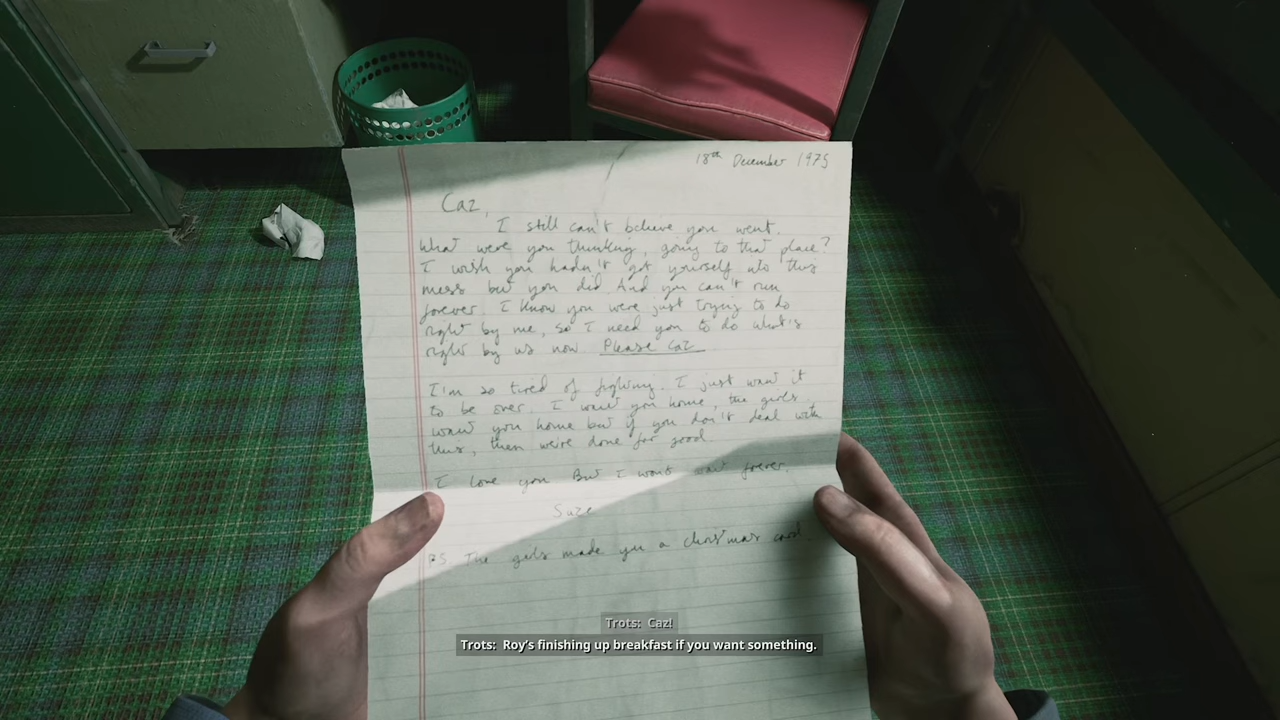 18th December 1975
Caz,
I still can't believe you went.
What were you thinking, going to that place?
I wish you hadn't got yourself into this
mess but you did And you can't run
forever. I know you were just trying to do
right by me, so I need you to do what's
right by us now Please Caz
I'm so tired of fighting. I just want it
to be over. I want you home, the girls
want you home but if you don't deal with
this, then we're done for good
I love you But I won't wait forever.
Suze
PS The girls made you a christmas card.
Trots: Caz!
Trots: Roy's finishing up breakfast if you want something.